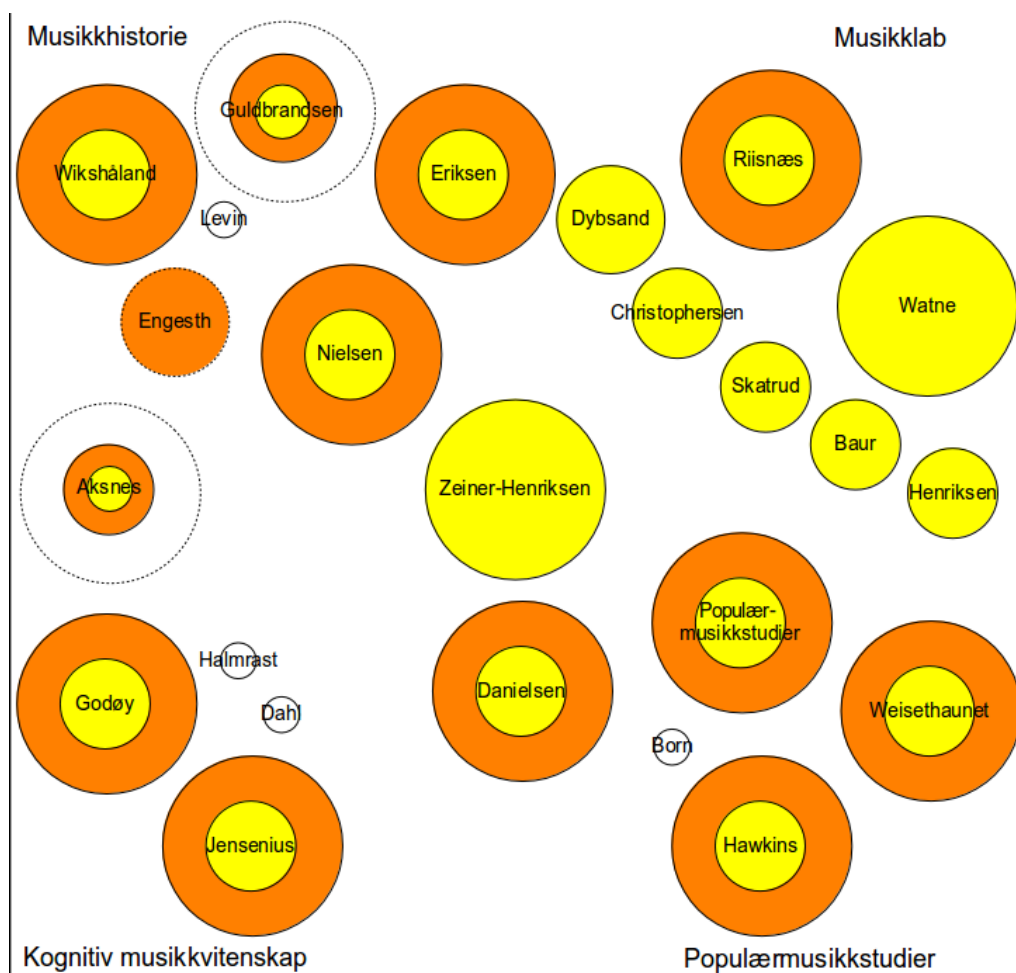 Musikkhistorie
Musikklab
Guldbrandsen
Wikshåland
Eriksen
Riisnæs
Levin
Dybsand
Engesth
Christophersen
Watne
Nielsen
Skatrud
Baur
Aksnes
Zeiner-Henriksen
Henriksen
Populær-
musikkstudier
Halmrast
Godøy
Danielsen
Weisethaunet
Dahl
Born
Jensenius
Hawkins
Kognitiv musikkvitenskap
Populærmusikkstudier